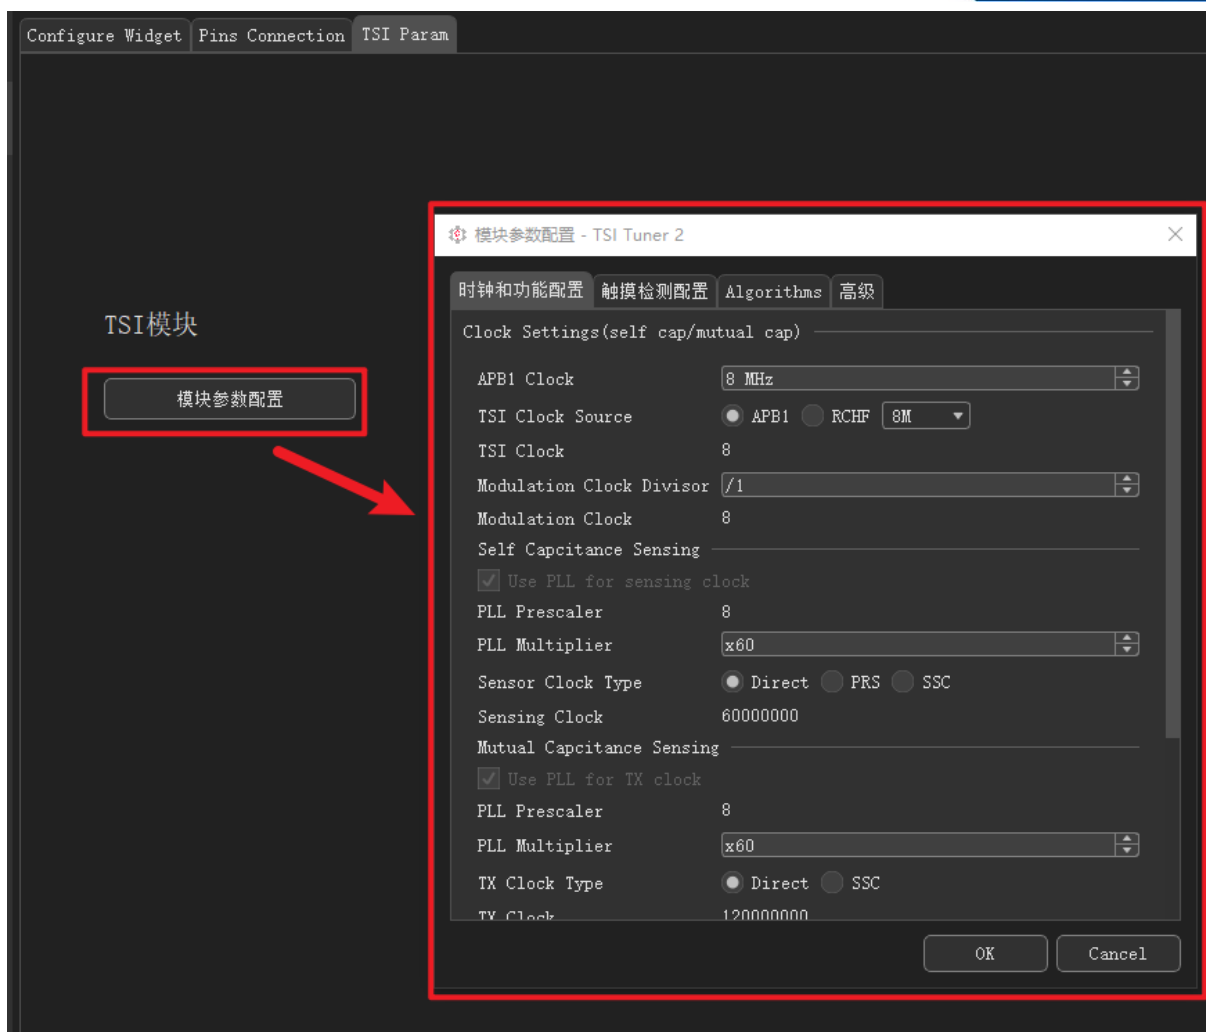 Configure Widget Pins Connection TSI Param
TSI模块
模块参数配置
模块参数配置 - TSI Tuner 2
时钟和功能配置 触摸检测配置 Algorithms 高级
Clock Settings(self cap/mutual cap)
APB1 Clock 8 MHz
TSI Clock Source APB1 RCHF 8M
TSI Clock 8
Modulation Clock Divisor /1
Modulation Clock 8
Self Capcitance Sensing
Use PLL for sensing clock
PLL Prescaler 8
PLL Multiplier x60
Sensor Clock Type Direct PRS SSC
Sensing Clock 60000000
Mutual Capcitance Sensing
Use PLL for TX clock
PLL Prescaler 8
PLL Multiplier x60
TX Clock Type Direct SSC
TX Clock 120000000
OK Cancel